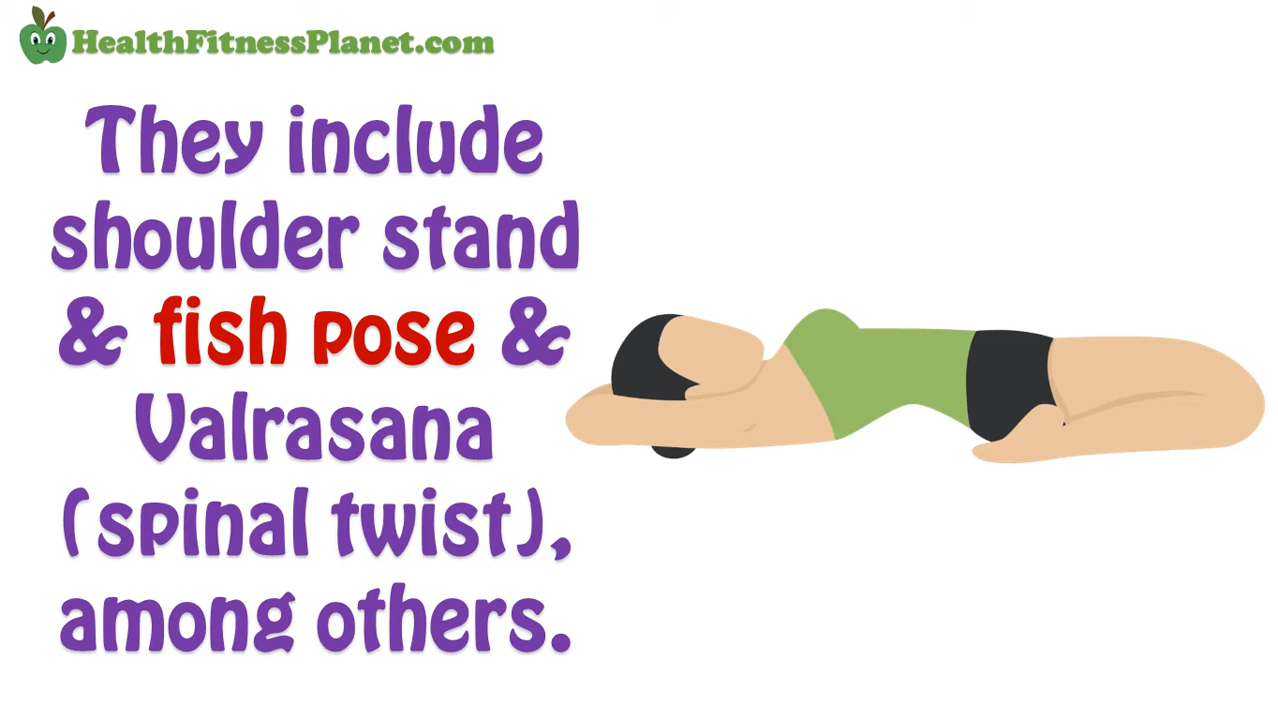 HealthFitnessPlanet.com
They include
shoulder stand
& fish pose &
Valrasana
(spinal twist),
among others.